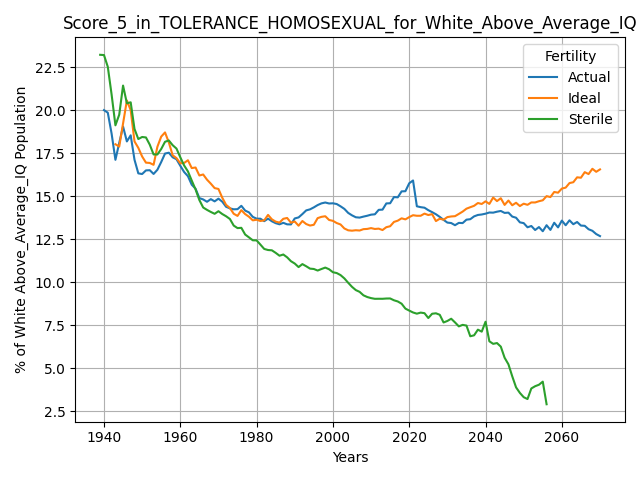 Score_5_in_TOLERANCE_HOMOSEXUAL_for_White_Above_Average_IQ
Fertility
Actual
Ideal
Sterile
% of White Above_Average_IQ Population
22.5
20.0
17.5
15.0
12.5
10.0
7.5
5.0
2.5
1940 1960 1980 2000 2020 2040 2060
Years